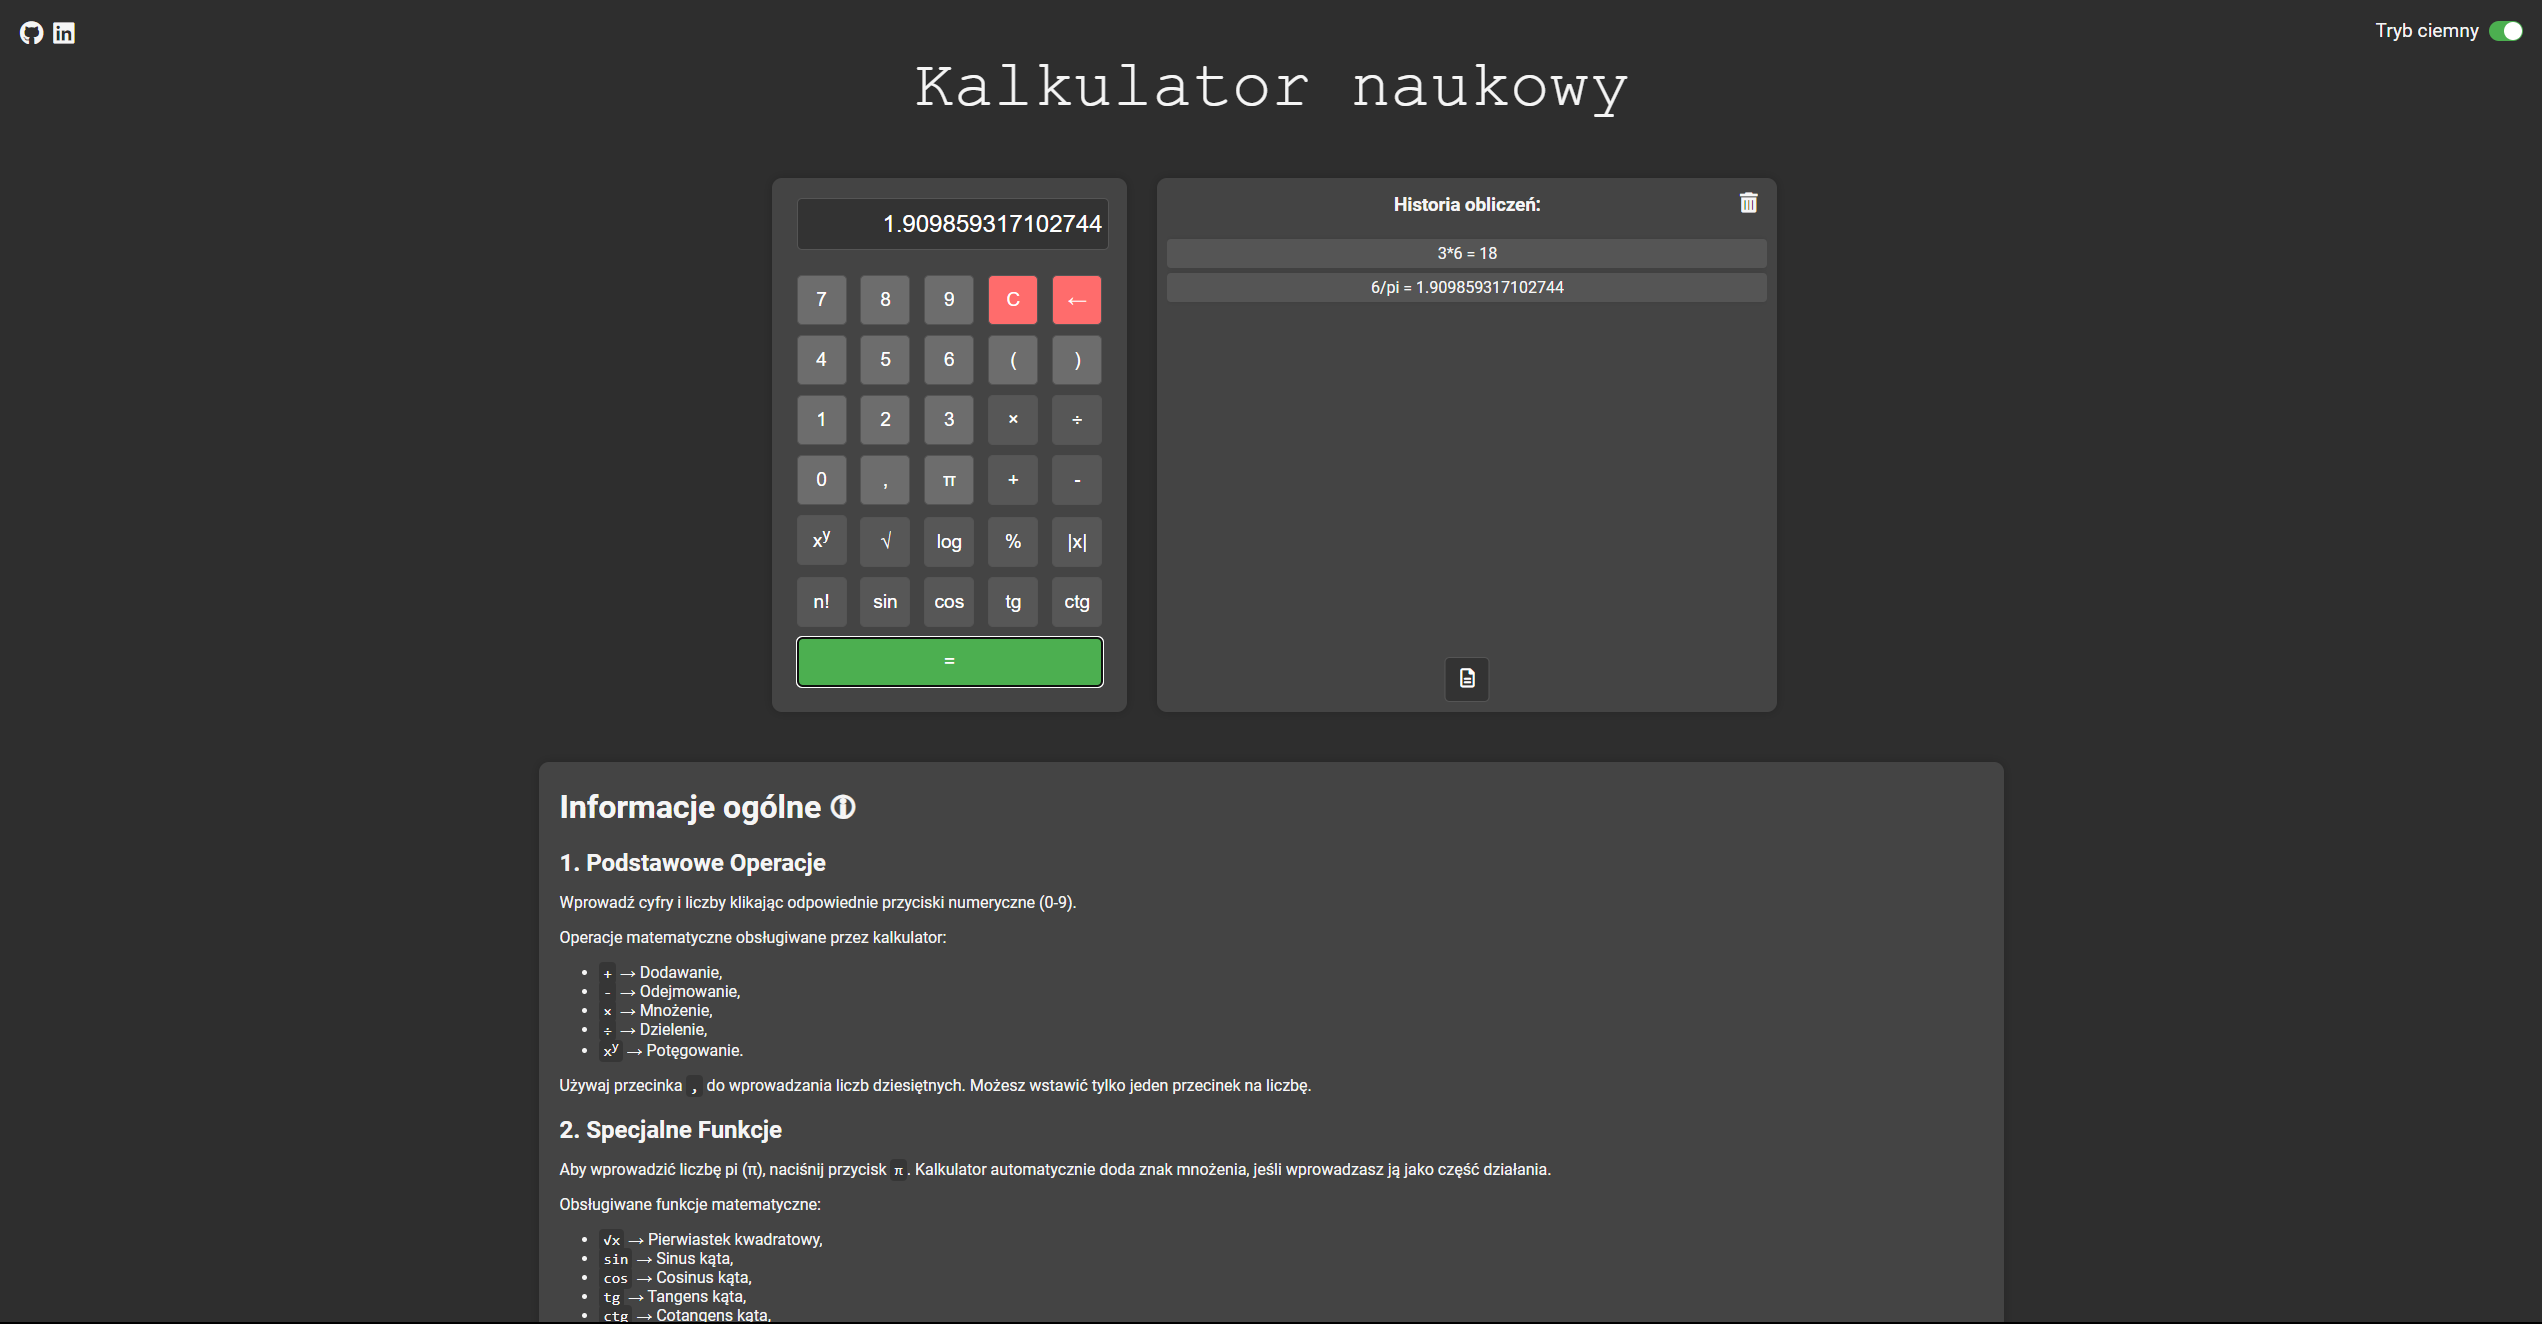 Tryb ciemny
Kalkulator naukowy
1.909859317102744
7 8 9 C ←
4 5 6 ( )
1 2 3 × ÷
0 , π + -
xʸ √ log % |x|
n! sin cos tg ctg
=
Historia obliczeń:
3*6 = 18
6/pi = 1.909859317102744
Informacje ogólne
1. Podstawowe Operacje
Wprowadź cyfry i liczby klikając odpowiednie przyciski numeryczne (0-9).
Operacje matematyczne obsługiwane przez kalkulator:
• + → Dodawanie,
• - → Odejmowanie,
• × → Mnożenie,
• ÷ → Dzielenie,
• xʸ → Potęgowanie.
Używaj przecinka , do wprowadzania liczb dziesiętnych. Możesz wstawić tylko jeden przecinek na liczbę.
2. Specjalne Funkcje
Aby wprowadzić liczbę pi (π), naciśnij przycisk π. Kalkulator automatycznie doda znak mnożenia, jeśli wprowadzasz ją jako część działania.
Obsługiwane funkcje matematyczne:
• √x → Pierwiastek kwadratowy,
• sin → Sinus kąta,
• cos → Cosinus kąta,
• tg → Tangens kąta,
• ctg → Cotangens kąta,